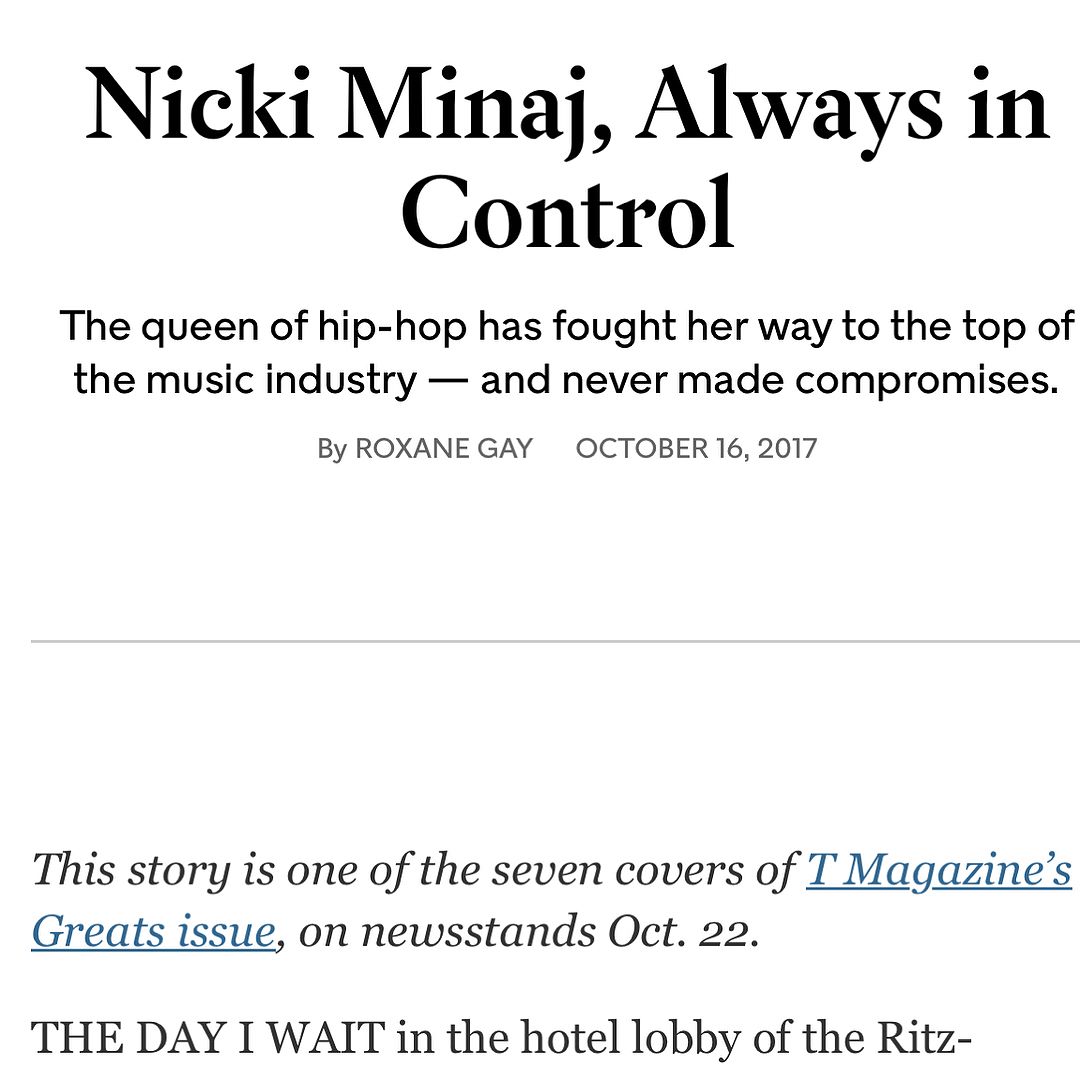 Nicki Minaj, Always in
Control
The queen of hip-hop has fought her way to the top of
the music industry — and never made compromises.
By ROXANE GAY OCTOBER 16, 2017
This story is one of the seven covers of T Magazine’s
Greats issue, on newsstands Oct. 22.
THE DAY I WAIT in the hotel lobby of the Ritz-